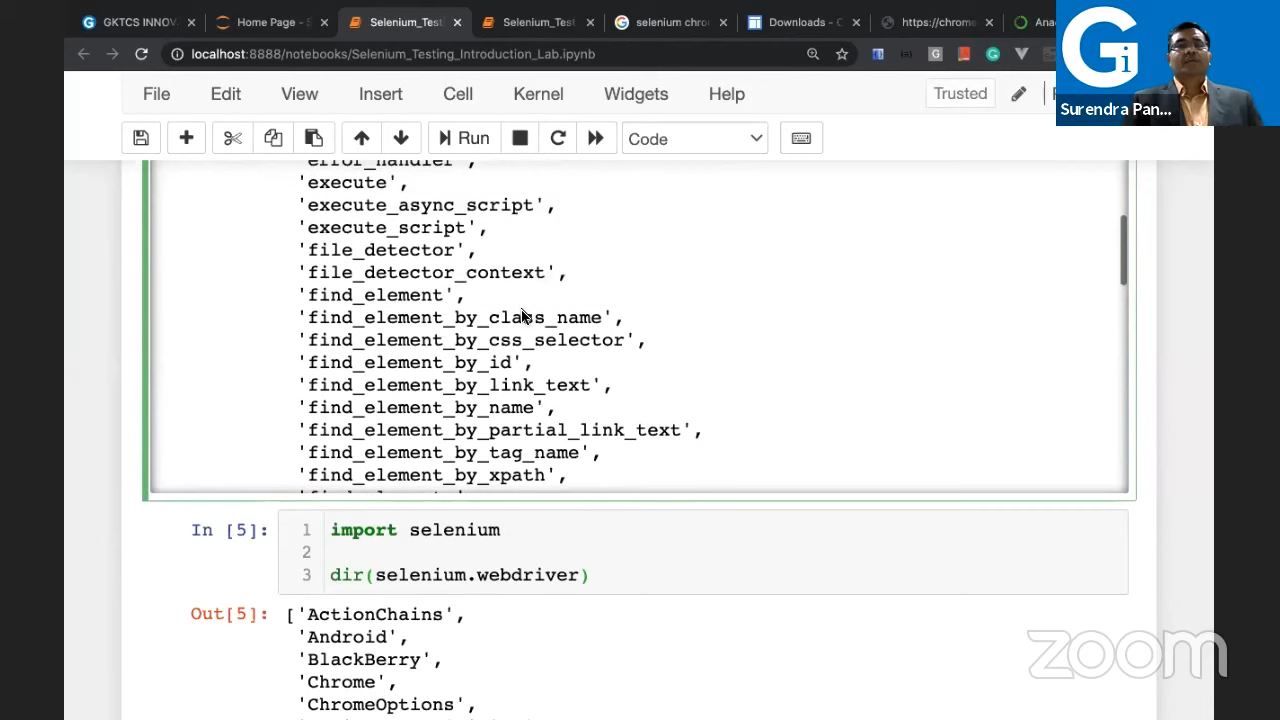 GKTCS INNOV
Home Page - S
Selenium_Test
Selenium_Test
selenium chro
Downloads - C
https://chrome
Ana
localhost:8888/notebooks/Selenium_Testing_Introduction_Lab.ipynb
Gi
Surendra Pan...
File Edit View Insert Cell Kernel Widgets Help
Trusted
Run
Code
'error_handler',
'execute',
'execute_async_script',
'execute_script',
'file_detector',
'file_detector_context',
'find_element',
'find_element_by_class_name',
'find_element_by_css_selector',
'find_element_by_id',
'find_element_by_link_text',
'find_element_by_name',
'find_element_by_partial_link_text',
'find_element_by_tag_name',
'find_element_by_xpath',
In [5]: 1 import selenium
2
3 dir(selenium.webdriver)
Out[5]: ['ActionChains',
'Android',
'BlackBerry',
'Chrome',
'ChromeOptions',
zoom